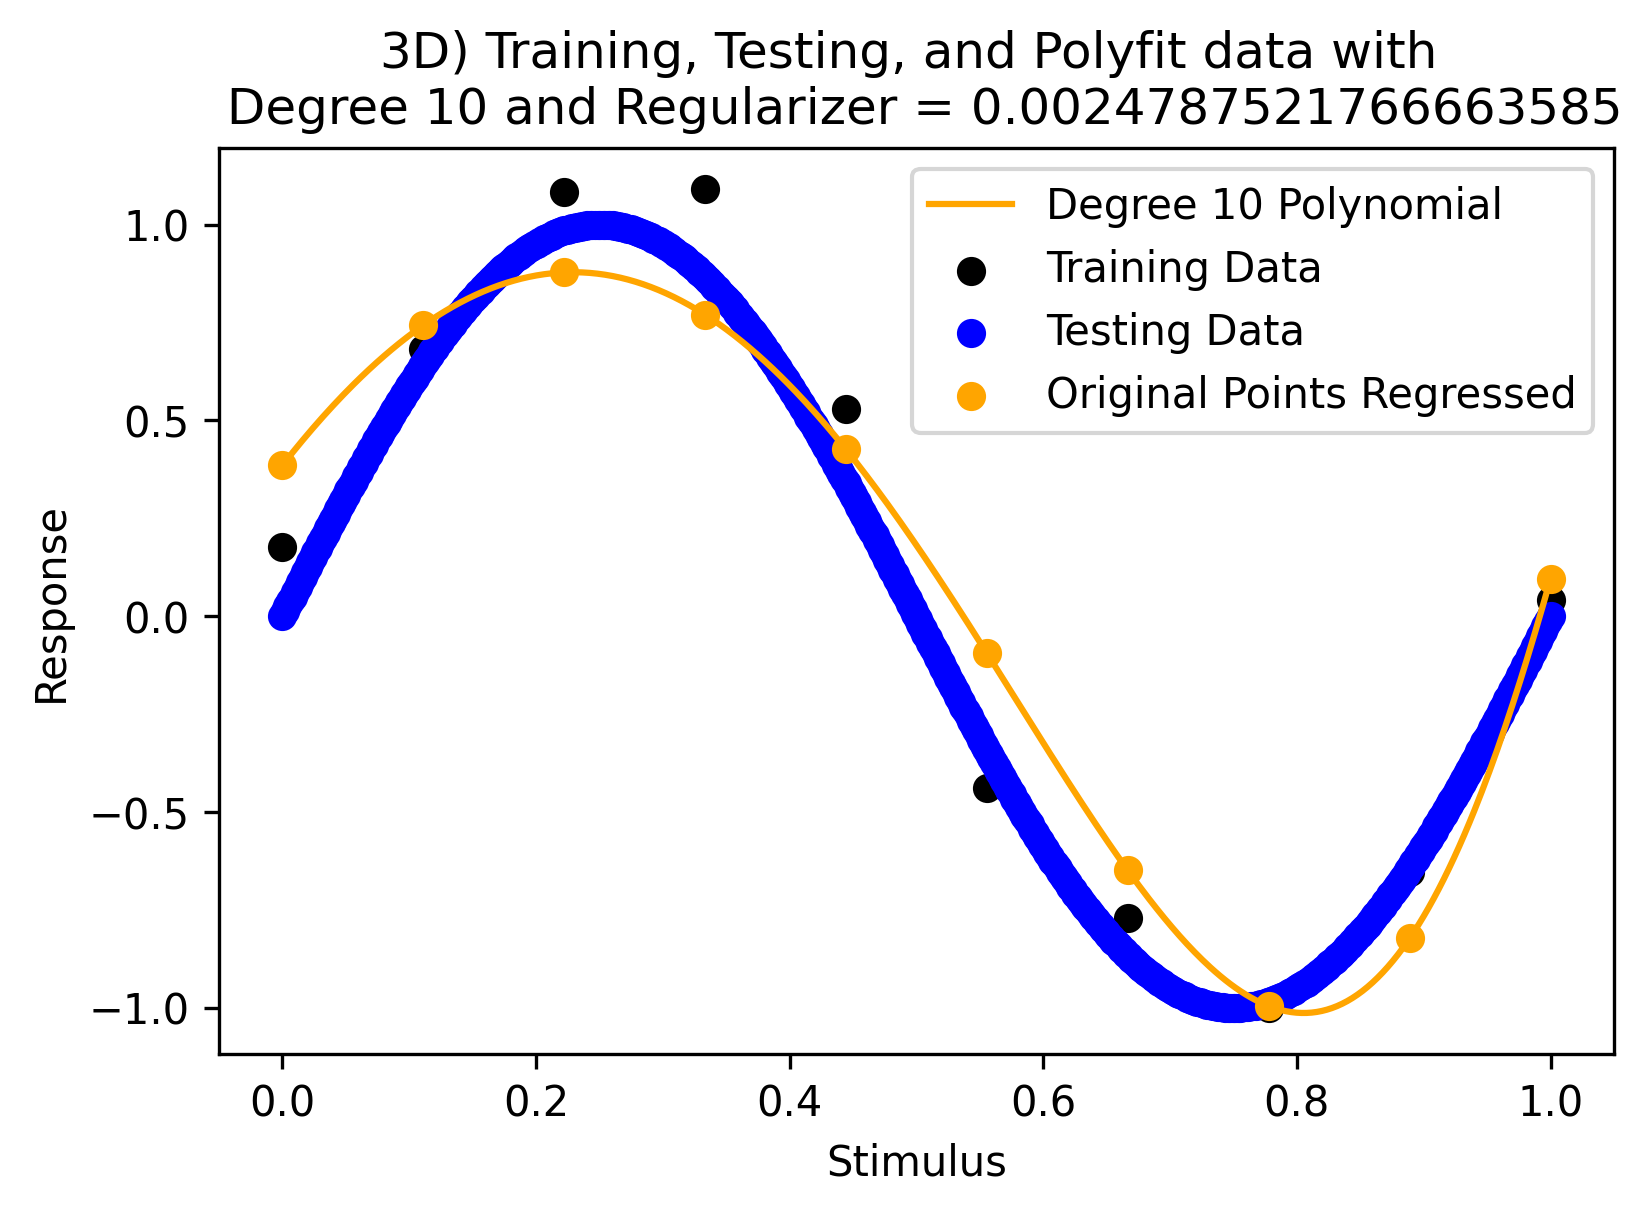 3D) Training, Testing, and Polyfit data with
Degree 10 and Regularizer = 0.0024787521766663585
Degree 10 Polynomial
Training Data
Testing Data
Original Points Regressed
1.0
0.5
0.0
−0.5
−1.0
Response
0.0 0.2 0.4 0.6 0.8 1.0
Stimulus